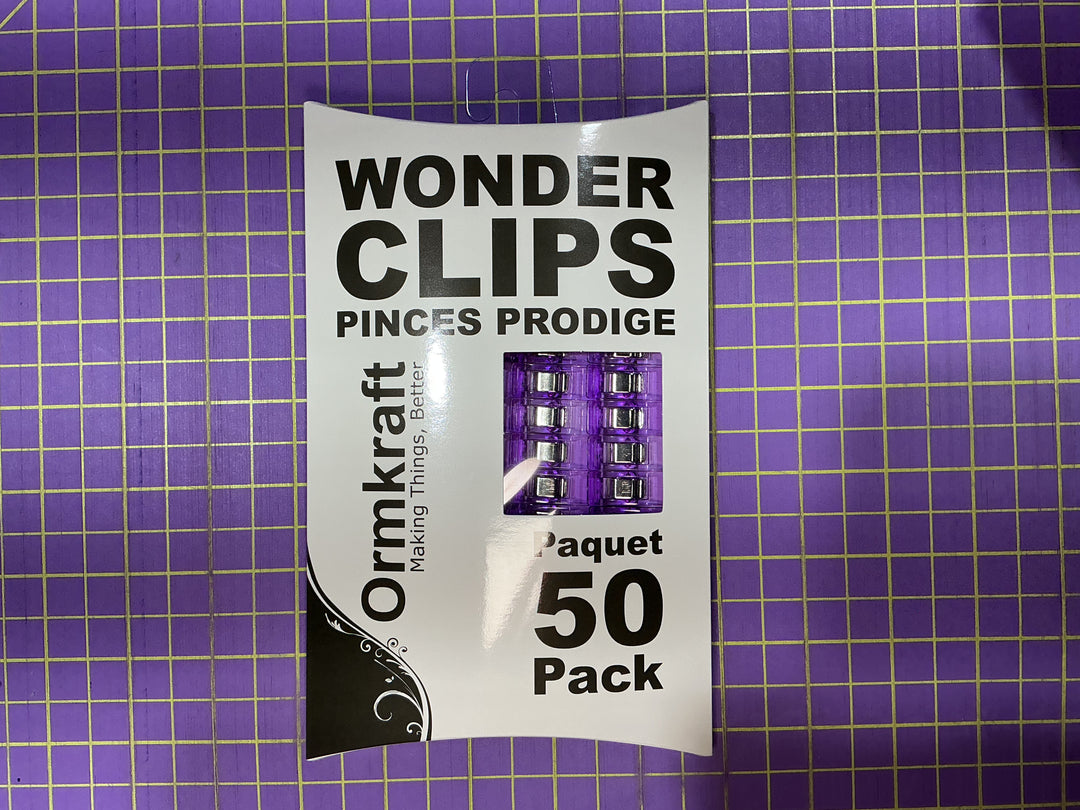 WONDER
CLIPS
PINCES PRODIGE
Ormkraft
Making Things, Better
Paquet
50
Pack